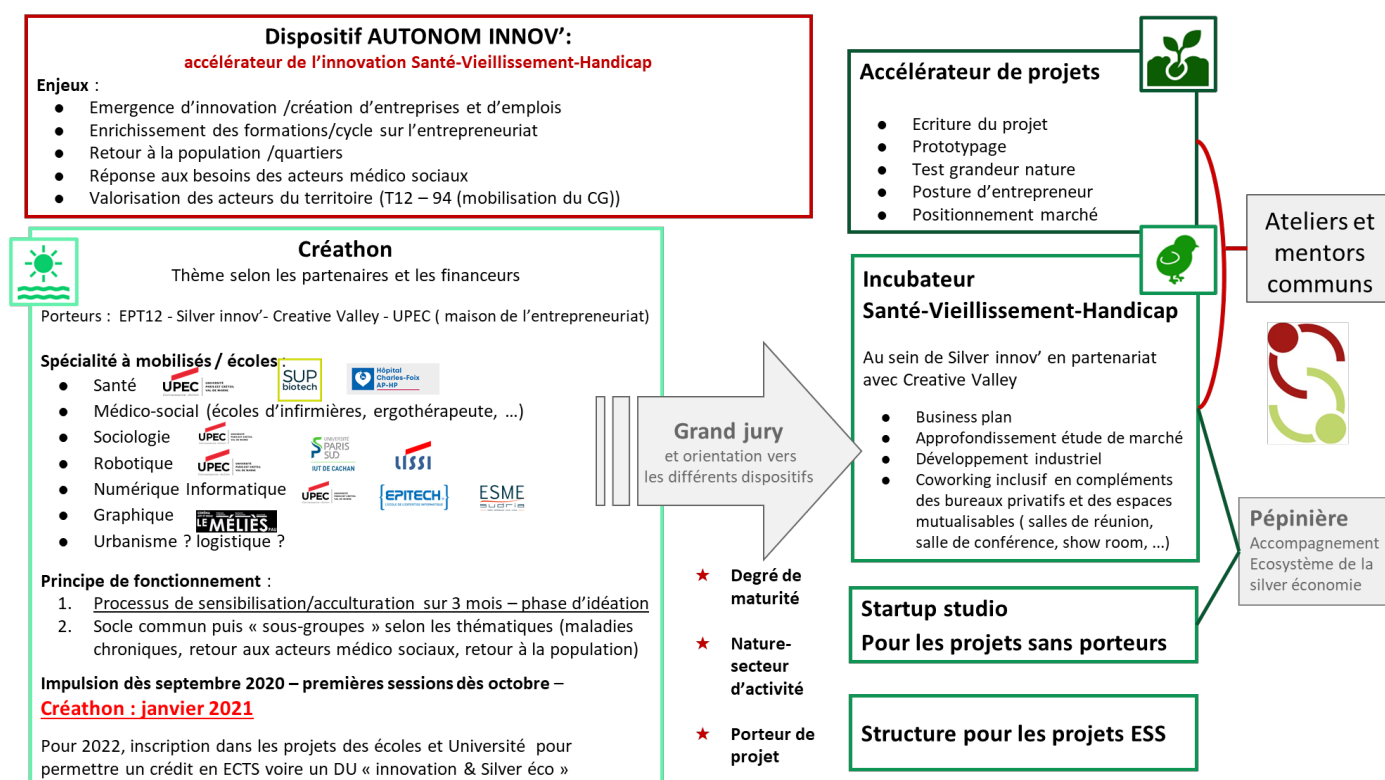 Dispositif AUTONOM INNOV’:
accélérateur de l’innovation Santé-Vieillissement-Handicap
Enjeux :
● Emergence d’innovation /création d’entreprises et d’emplois
● Enrichissement des formations/cycle sur l’entrepreneuriat
● Retour à la population /quartiers
● Réponse aux besoins des acteurs médico sociaux
● Valorisation des acteurs du territoire (T12 – 94 (mobilisation du CG))
Créathon
Thème selon les partenaires et les financeurs
Porteurs : EPT12 - Silver innov’- Creative Valley - UPEC ( maison de l’entrepreneuriat)
Spécialité à mobilisés / écoles :
● Santé
UPEC
UNIVERSITÉ
PARIS-EST CRÉTEIL
VAL DE MARNE
SUP
biotech
Hôpital
Charles-Foix
AP-HP
● Médico-social (écoles d’infirmières, ergothérapeute, …)
● Sociologie
UPEC
● Robotique
UPEC
UNIVERSITÉ
PARIS
SUD
IUT DE CACHAN
LISSI
● Numérique Informatique
UPEC
{EPITECH.}
ESME
sudria
● Graphique
LE MÉLIÈS
PAU
● Urbanisme ? logistique ?
Principe de fonctionnement :
1. Processus de sensibilisation/acculturation sur 3 mois – phase d’idéation
2. Socle commun puis « sous-groupes » selon les thématiques (maladies
chroniques, retour aux acteurs médico sociaux, retour à la population)
Impulsion dès septembre 2020 – premières sessions dès octobre –
Créathon : janvier 2021
Pour 2022, inscription dans les projets des écoles et Université pour
permettre un crédit en ECTS voire un DU « innovation & Silver éco »
Grand jury
et orientation vers
les différents dispositifs
★ Degré de
maturité
★ Nature-
secteur
d’activité
★ Porteur de
projet
Accélérateur de projets
● Ecriture du projet
● Prototypage
● Test grandeur nature
● Posture d’entrepreneur
● Positionnement marché
Incubateur
Santé-Vieillissement-Handicap
Au sein de Silver innov’ en partenariat
avec Creative Valley
● Business plan
● Approfondissement étude de marché
● Développement industriel
● Coworking inclusif en compléments
des bureaux privatifs et des espaces
mutualisables ( salles de réunion,
salle de conférence, show room, …)
Startup studio
Pour les projets sans porteurs
Structure pour les projets ESS
Ateliers et
mentors
communs
Pépinière
Accompagnement
Ecosystème de la
silver économie